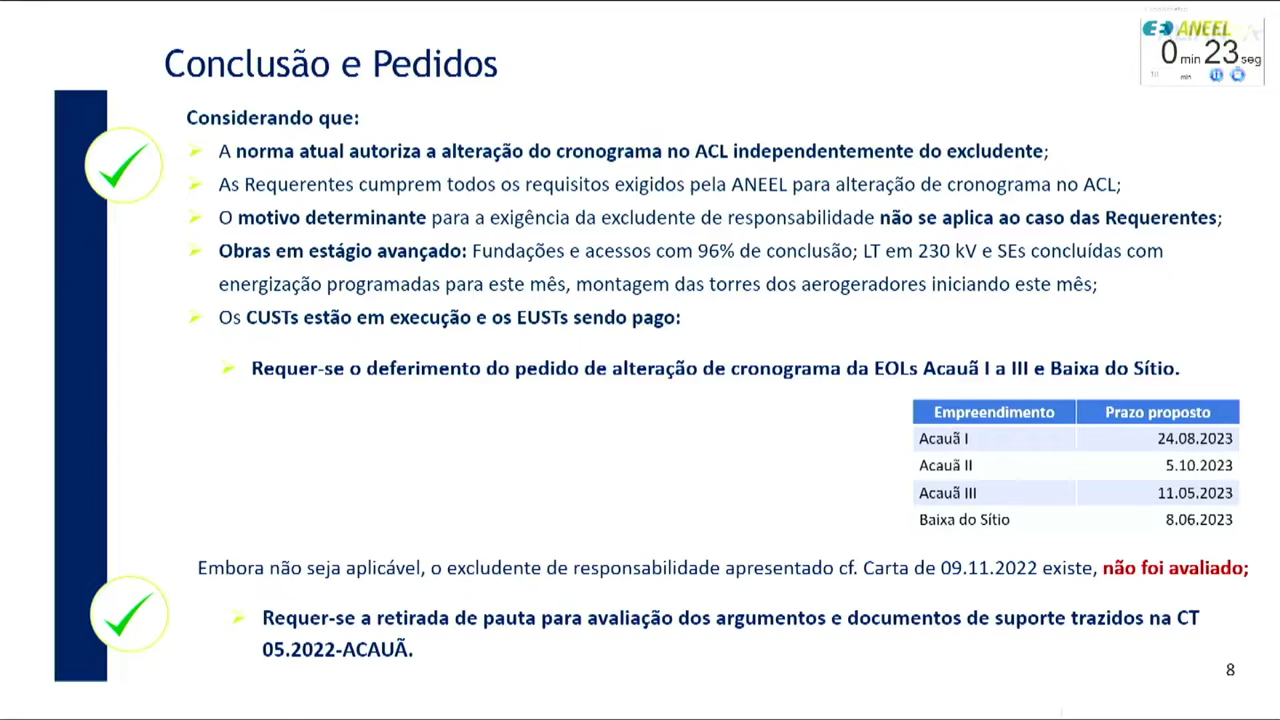 ANEEL
0 min 23 seg
10 min
Conclusão e Pedidos
Considerando que:
A norma atual autoriza a alteração do cronograma no ACL independentemente do excludente;
As Requerentes cumprem todos os requisitos exigidos pela ANEEL para alteração de cronograma no ACL;
O motivo determinante para a exigência da excludente de responsabilidade não se aplica ao caso das Requerentes;
Obras em estágio avançado: Fundações e acessos com 96% de conclusão; LT em 230 kV e SEs concluídas com
energização programadas para este mês, montagem das torres dos aerogeradores iniciando este mês;
Os CUSTs estão em execução e os EUSTs sendo pago:
Requer-se o deferimento do pedido de alteração de cronograma da EOLs Acauã I a III e Baixa do Sítio.
Empreendimento Prazo proposto
Acauã I 24.08.2023
Acauã II 5.10.2023
Acauã III 11.05.2023
Baixa do Sítio 8.06.2023
Embora não seja aplicável, o excludente de responsabilidade apresentado cf. Carta de 09.11.2022 existe, não foi avaliado;
Requer-se a retirada de pauta para avaliação dos argumentos e documentos de suporte trazidos na CT
05.2022-ACAUÃ.
8